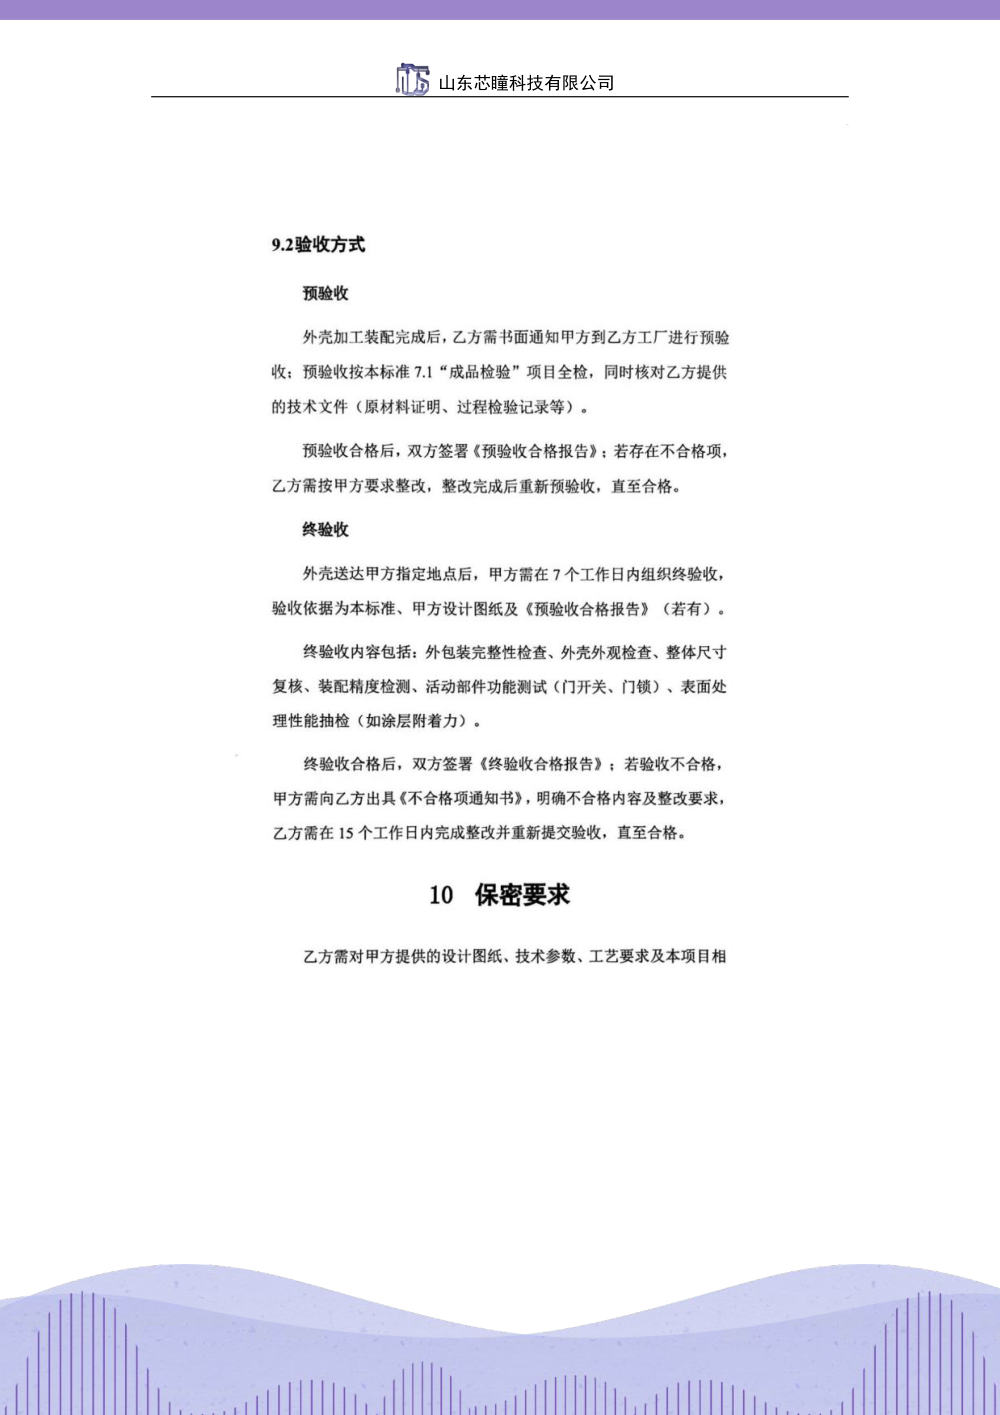 山东芯瞳科技有限公司
9.2验收方式
预验收
外壳加工装配完成后，乙方需书面通知甲方到乙方工厂进行预验
收；预验收按本标准 7.1“成品检验”项目全检，同时核对乙方提供
的技术文件（原材料证明、过程检验记录等）。
预验收合格后，双方签署《预验收合格报告》；若存在不合格项，
乙方需按甲方要求整改，整改完成后重新预验收，直至合格。
终验收
外壳送达甲方指定地点后，甲方需在 7 个工作日内组织终验收，
验收依据为本标准、甲方设计图纸及《预验收合格报告》（若有）。
终验收内容包括：外包装完整性检查、外壳外观检查、整体尺寸
复核、装配精度检测、活动部件功能测试（门开关、门锁）、表面处
理性能抽检（如涂层附着力）。
终验收合格后，双方签署《终验收合格报告》；若验收不合格，
甲方需向乙方出具《不合格项通知书》，明确不合格内容及整改要求，
乙方需在 15 个工作日内完成整改并重新提交验收，直至合格。
10 保密要求
乙方需对甲方提供的设计图纸、技术参数、工艺要求及本项目相